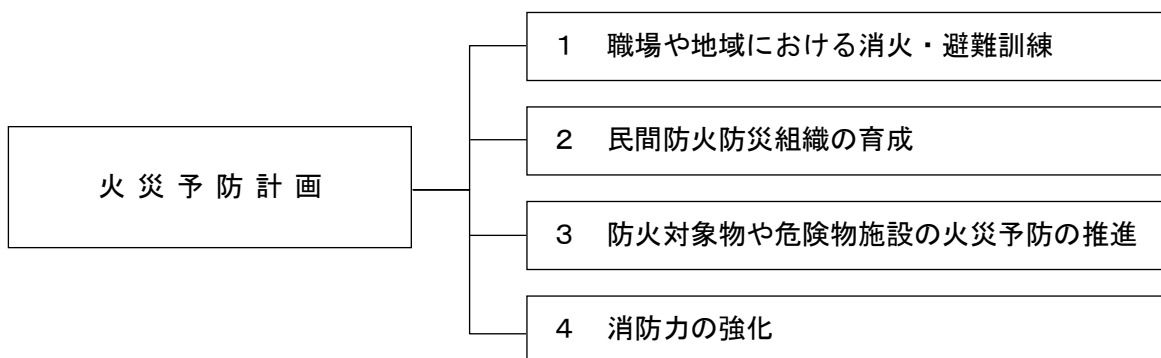 火災予防計画
１　職場や地域における消火・避難訓練
２　民間防火防災組織の育成
３　防火対象物や危険物施設の火災予防の推進
４　消防力の強化